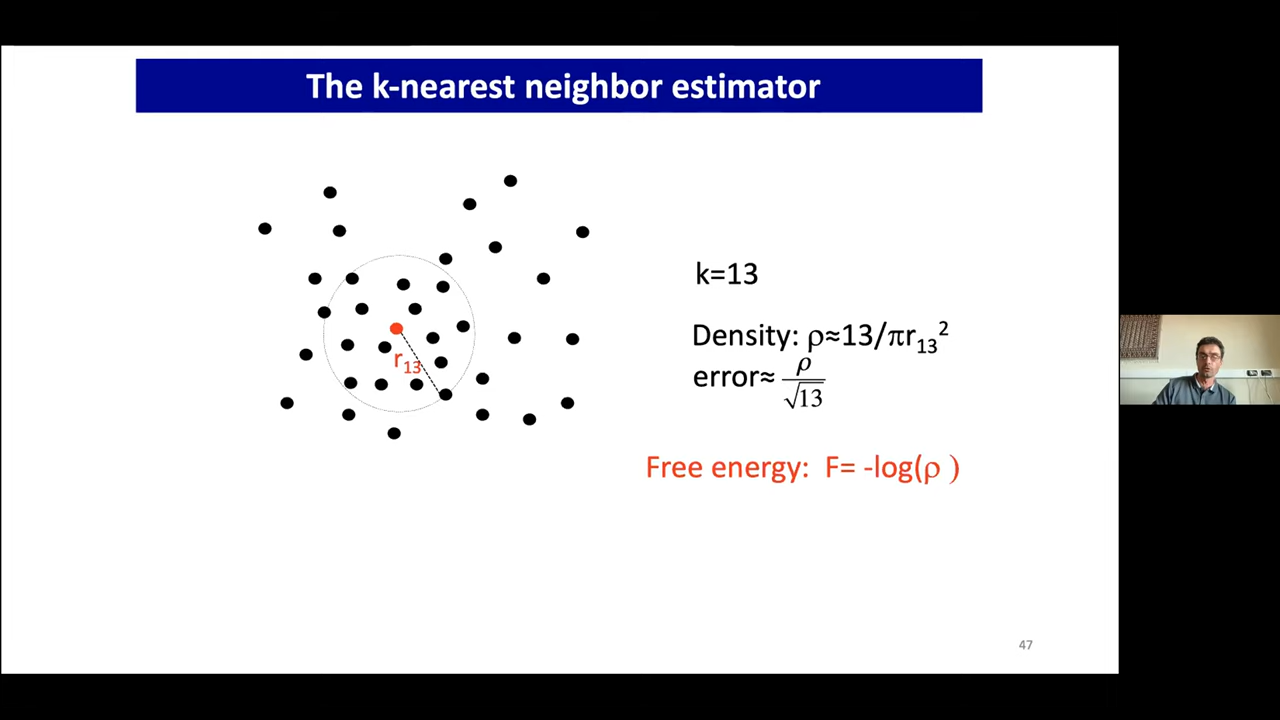 The k-nearest neighbor estimator
r₁₃
k=13
Density: ρ≈13/πr₁₃²
error≈ ρ/√13
Free energy: F= -log(ρ )
47